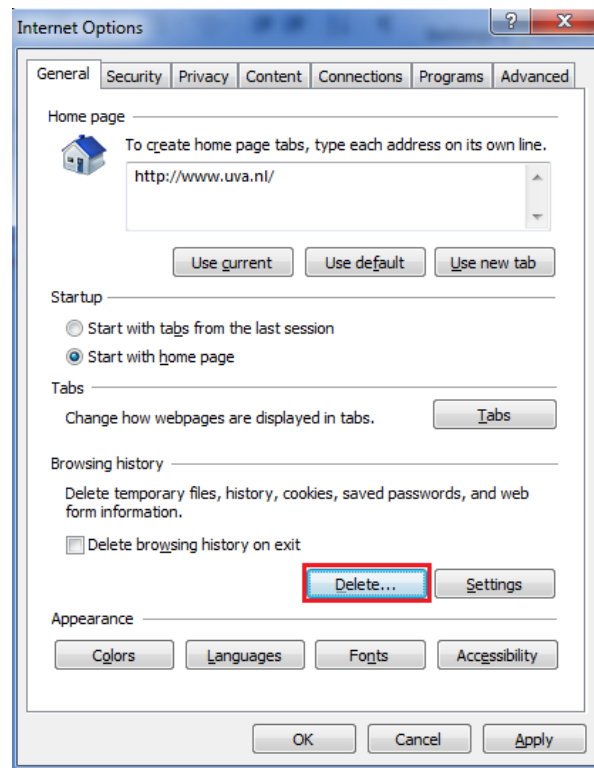 Internet Options
General Security Privacy Content Connections Programs Advanced
Home page
To create home page tabs, type each address on its own line.
http://www.uva.nl/
Use current Use default Use new tab
Startup
Start with tabs from the last session
Start with home page
Tabs
Change how webpages are displayed in tabs.
Tabs
Browsing history
Delete temporary files, history, cookies, saved passwords, and web
form information.
Delete browsing history on exit
Delete... Settings
Appearance
Colors Languages Fonts Accessibility
OK Cancel Apply